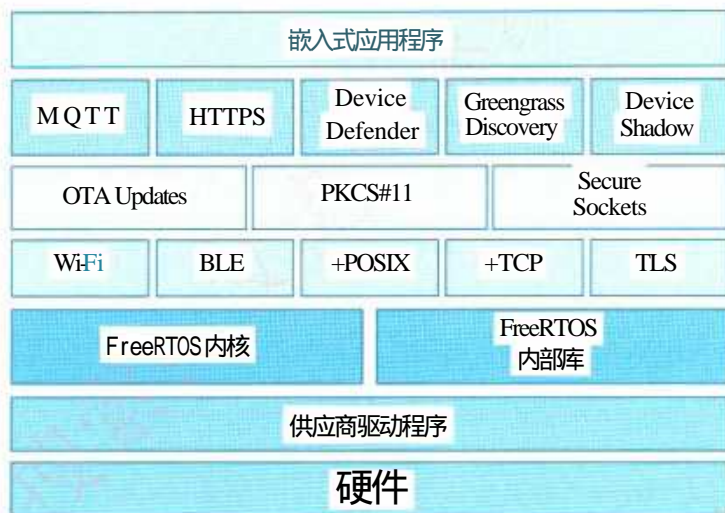 嵌入式应用程序
MQTT
HTTPS
Device
Defender
Greengrass
Discovery
Device
Shadow
OTA Updates
PKCS#11
Secure
Sockets
Wi-Fi
BLE
+POSIX
+TCP
TLS
FreeRTOS内核
FreeRTOS
内部库
供应商驱动程序
硬件